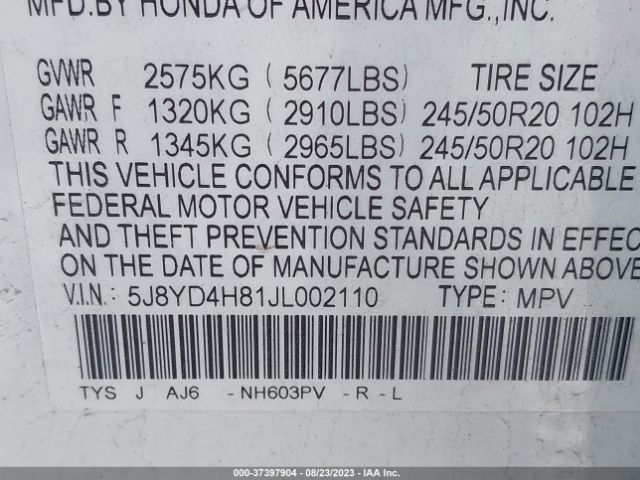 MFD.BY HONDA OF AMERICA MFG.,INC.
GVWR 2575KG ( 5677LBS) TIRE SIZE
GAWR F 1320KG ( 2910LBS) 245/50R20 102H
GAWR R 1345KG ( 2965LBS) 245/50R20 102H
THIS VEHICLE CONFORMS TO ALL APPLICABLE
FEDERAL MOTOR VEHICLE SAFETY
AND THEFT PREVENTION STANDARDS IN EFFEC
ON THE DATE OF MANUFACTURE SHOWN ABOVE
V.I.N.: 5J8YD4H81JL002110 TYPE: MPV
TYS J AJ6 -NH603PV -R-L
000-37397904 - 08/23/2023 - IAA Inc.